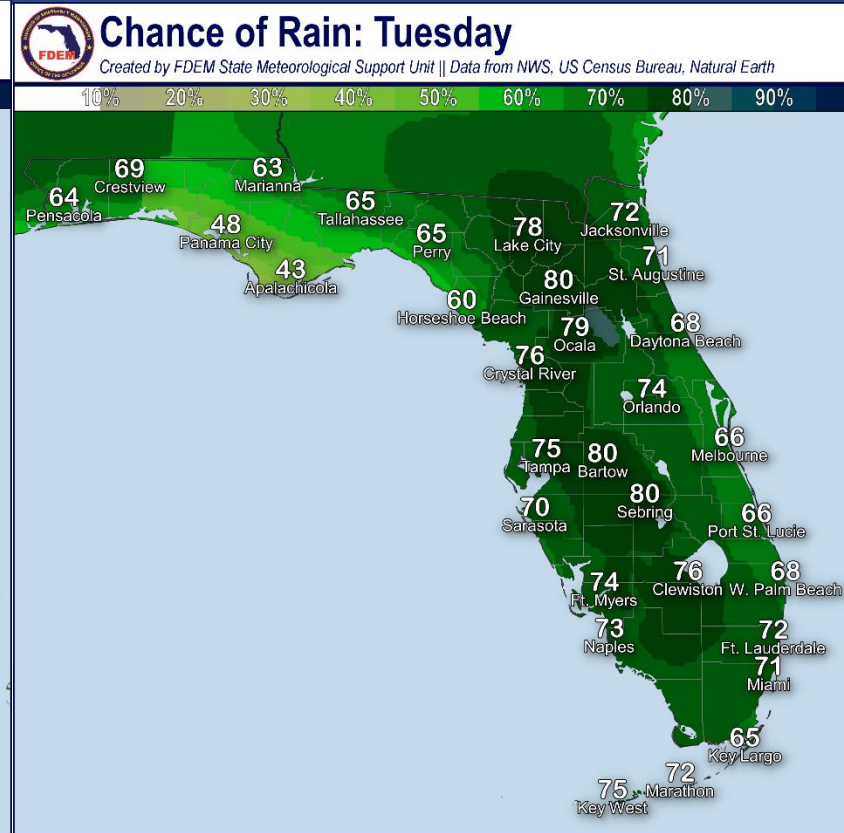 Chance of Rain: Tuesday
Created by FDEM State Meteorological Support Unit || Data from NWS, US Census Bureau, Natural Earth
FDEM
10% 20% 30% 40% 50% 60% 70% 80% 90%
69
Crestview
63
Marianna
64
Pensacola
65
Tallahassee
48
Panama City
65
Perry
78
Lake City
72
Jacksonville
43
Apalachicola
71
St. Augustine
80
Gainesville
60
Horseshoe Beach
79
Ocala
68
Daytona Beach
76
Crystal River
74
Orlando
75
Tampa
80
Bartow
66
Melbourne
80
Sebring
70
Sarasota
66
Port St. Lucie
74
Ft. Myers
76
Clewiston
68
W. Palm Beach
73
Naples
72
Ft. Lauderdale
71
Miami
65
Key Largo
72
Marathon
75
Key West